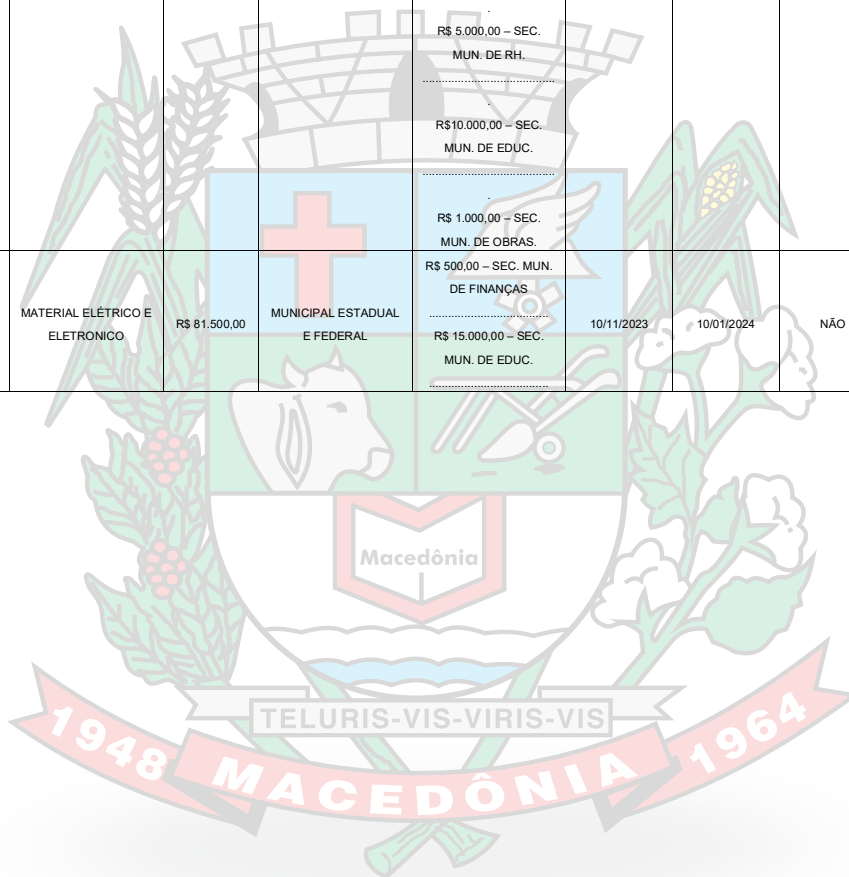 .
R$ 5.000,00 – SEC.
MUN. DE RH.
............................................
.
R$10.000,00 – SEC.
MUN. DE EDUC.
............................................
.
R$ 1.000,00 – SEC.
MUN. DE OBRAS.
MATERIAL ELÉTRICO E
ELETRONICO
R$ 81.500,00
MUNICIPAL ESTADUAL
E FEDERAL
R$ 500,00 – SEC. MUN.
DE FINANÇAS
........................................
R$ 15.000,00 – SEC.
MUN. DE EDUC.
........................................
10/11/2023
10/01/2024
NÃO
Macedônia
TELURIS-VIS-VIRIS-VIS
1948
MACEDÔNIA
1964